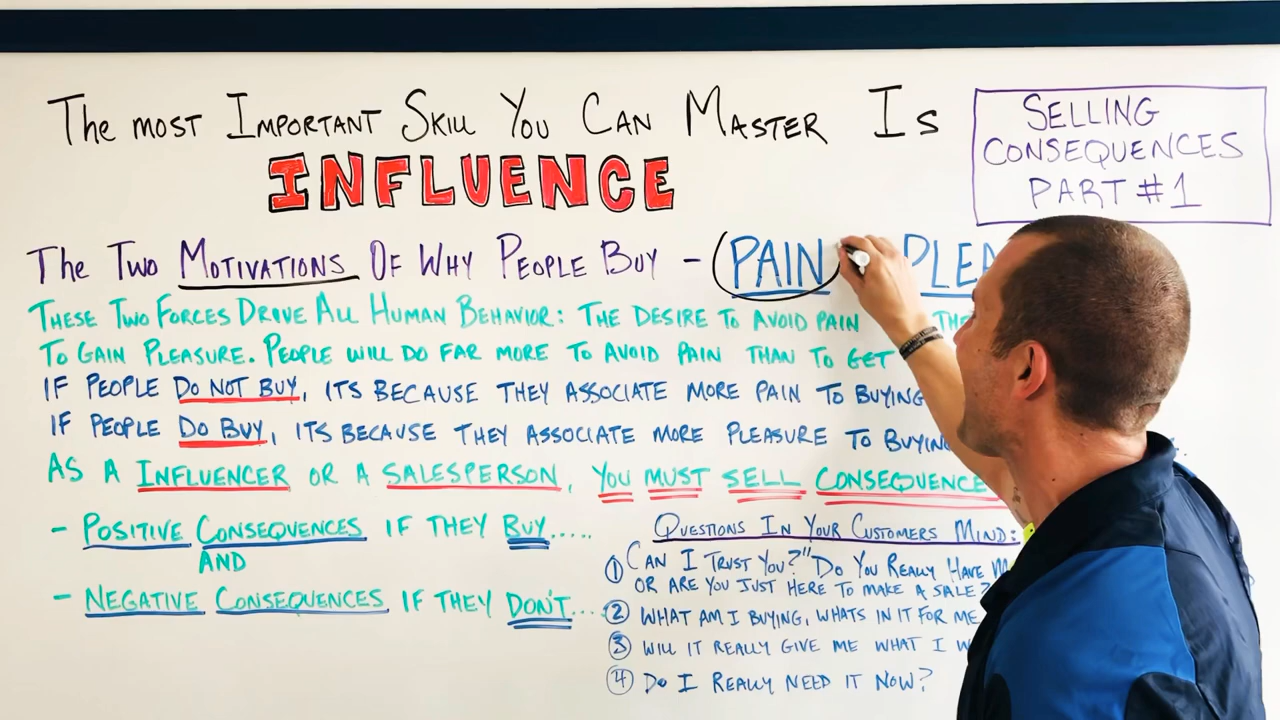 The most Important Skill You Can Master Is
INFLUENCE
SELLING
CONSEQUENCES
PART #1
The Two Motivations Of Why People Buy - PAIN
These Two Forces Drove All Human Behavior: The desire to avoid pain
To Gain Pleasure. People will do far more to avoid pain than to get
If people Do Not Buy, its because they associate more pain to buying
If people Do Buy, its because they associate more pleasure to buying
As a Influencer or a Salesperson, You Must Sell Consequence
- Positive Consequences if they Buy.....
AND
- Negative Consequences if they Don't....
Questions In Your Customers Mind:
① Can I Trust You?" Do You Really Have
or are you just here to make a sale?
② What am I buying, whats in it for me
③ Will it really give me what I
④ Do I Really Need it Now?